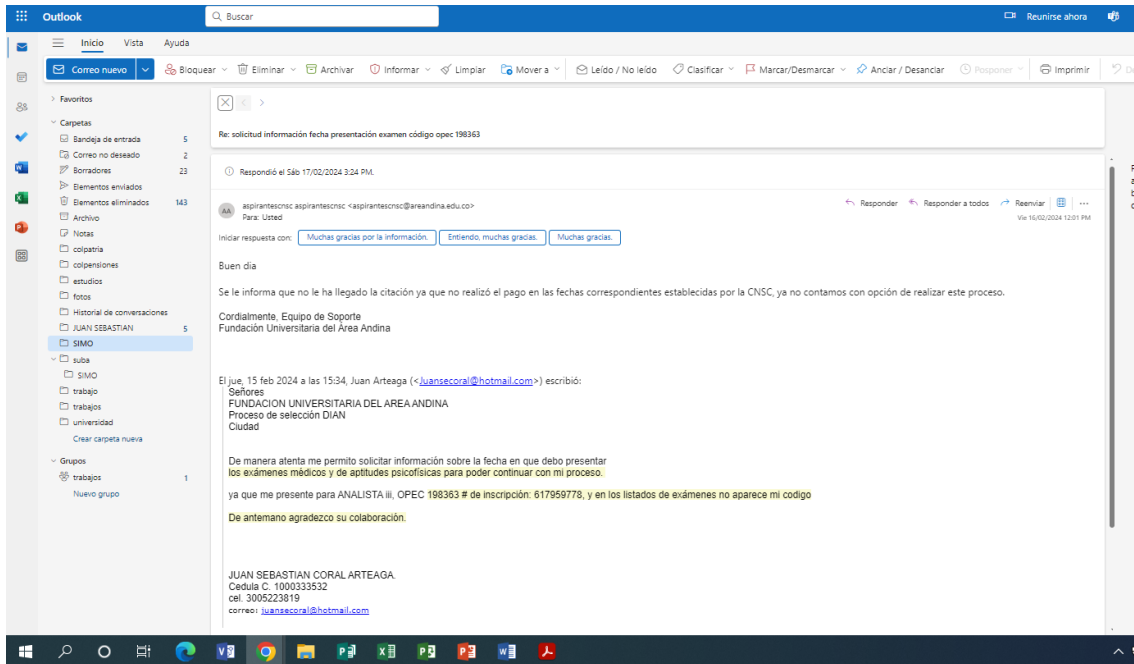 Outlook
Buscar
Reunirse ahora
Inicio Vista Ayuda
Correo nuevo Bloquear Eliminar Archivar Informar Limpiar Mover a Leído / No leído Clasificar Marcar/Desmarcar Anclar / Desanclar Posponer Imprimir
Favoritos
Carpetas
Bandeja de entrada 5
Correo no deseado 2
Borradores 23
Elementos enviados
Elementos eliminados 143
Archivo
Notas
colpatria
colpensiones
estudios
fotos
Historial de conversaciones
JUAN SEBASTIAN 5
SIMO
suba
SIMO
trabajo
trabajos
universidad
Crear carpeta nueva
Grupos
trabajos 1
Nuevo grupo
Re: solicitud información fecha presentación examen código opec 198363
Respondió el Sáb 17/02/2024 3:24 PM.
AA
aspirantescnsc aspirantescnsc <aspirantescnsc@areandina.edu.co>
Para: Usted
Responder Responder a todos Reenviar
Vie 16/02/2024 12:01 PM
Iniciar respuesta con: Muchas gracias por la información. Entiendo, muchas gracias. Muchas gracias.
Buen dia
Se le informa que no le ha llegado la citación ya que no realizó el pago en las fechas correspondientes establecidas por la CNSC, ya no contamos con opción de realizar este proceso.
Cordialmente, Equipo de Soporte
Fundación Universitaria del Área Andina
El jue, 15 feb 2024 a las 15:34, Juan Arteaga (<Juansecoral@hotmail.com>) escribió:
Señores
FUNDACION UNIVERSITARIA DEL AREA ANDINA
Proceso de selección DIAN
Ciudad
De manera atenta me permito solicitar información sobre la fecha en que debo presentar
los exámenes médicos y de aptitudes psicofísicas para poder continuar con mi proceso.
ya que me presente para ANALISTA iii, OPEC 198363 # de inscripción: 617959778, y en los listados de exámenes no aparece mi codigo
De antemano agradezco su colaboración.
JUAN SEBASTIAN CORAL ARTEAGA.
Cedula C. 1000333532
cel. 3005223819
correo: juansecoral@hotmail.com